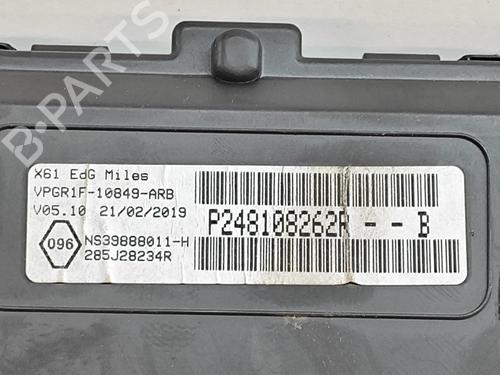 B-PARTS
X61 EdG Miles
VPGR1F-10849-ARB
V05.10 21/02/2019
P248108262R - - B
096
NS39888011-H
285J28234R